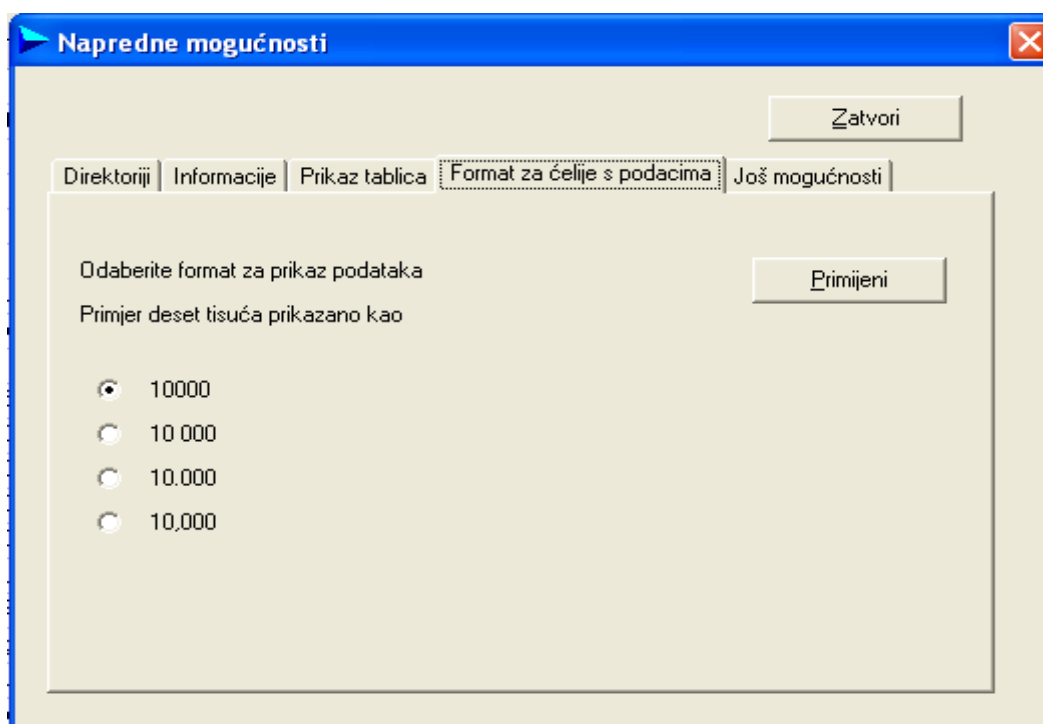 Napredne mogućnosti
Zatvori
Direktoriji Informacije Prikaz tablica Format za ćelije s podacima Još mogućnosti
Odaberite format za prikaz podataka
Primijeni
Primjer deset tisuća prikazano kao
10000
10 000
10.000
10,000